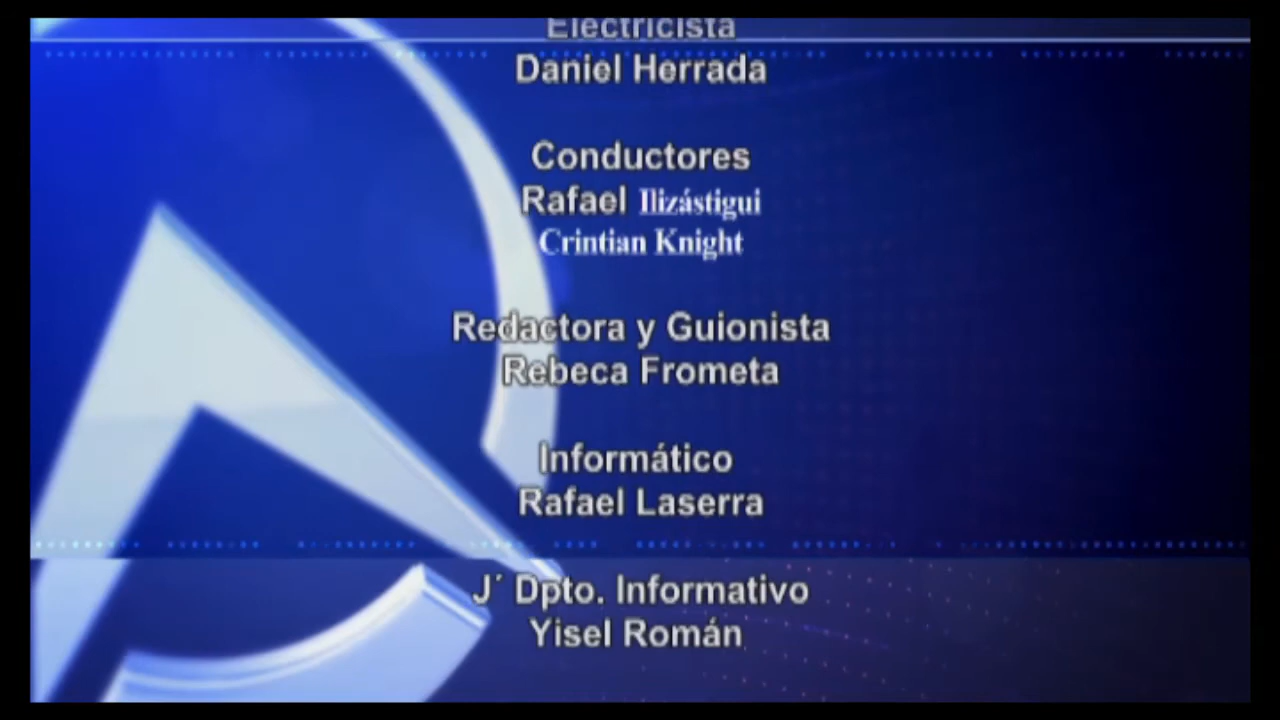 Electricista
Daniel Herrada
Conductores
Rafael Ilizástigui
Crintian Knight
Redactora y Guionista
Rebeca Frometa
Informático
Rafael Laserra
J´ Dpto. Informativo
Yisel Román